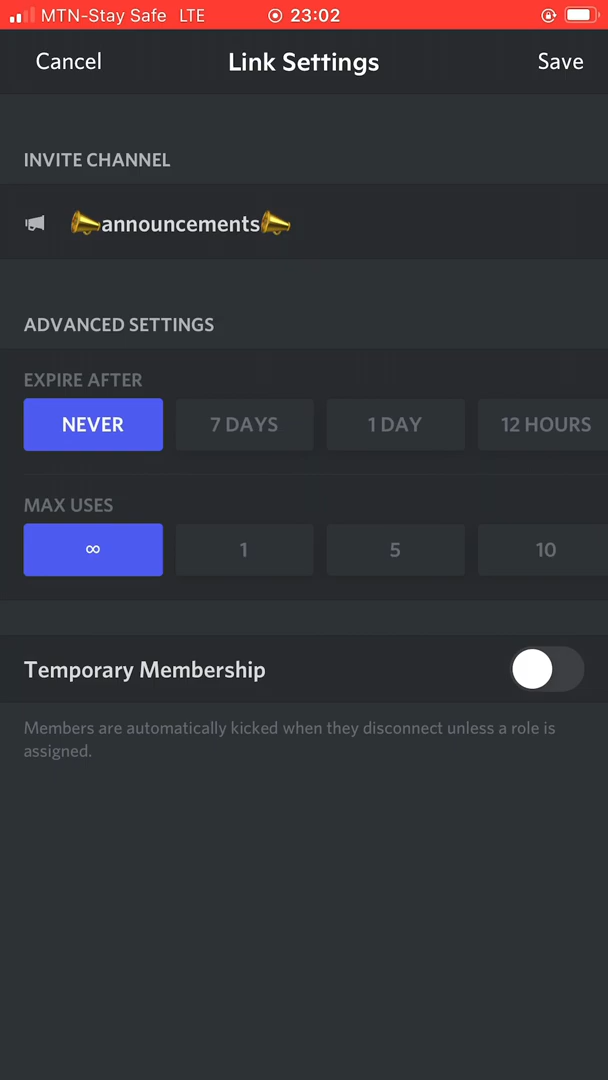 MTN-Stay Safe LTE 23:02
Cancel Link Settings Save
INVITE CHANNEL
📣announcements📣
ADVANCED SETTINGS
EXPIRE AFTER
NEVER 7 DAYS 1 DAY 12 HOURS
MAX USES
∞ 1 5 10
Temporary Membership
Members are automatically kicked when they disconnect unless a role is
assigned.